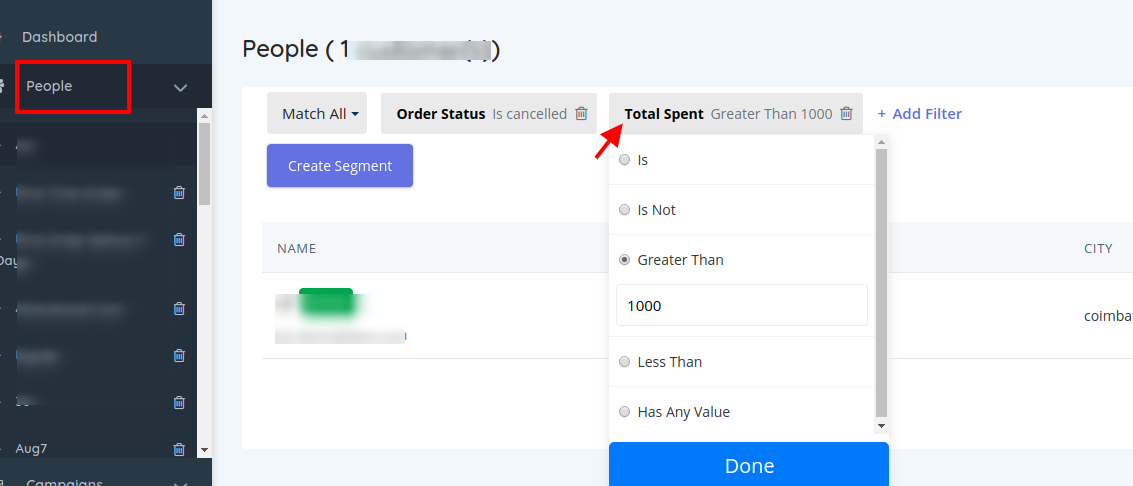 Dashboard
People
Day
Aug7
Campaigns
People ( 1 )
Match All
Order Status Is cancelled
Total Spent Greater Than 1000
+ Add Filter
Create Segment
Is
Is Not
Greater Than
1000
Less Than
Has Any Value
Done
NAME
CITY
coimba